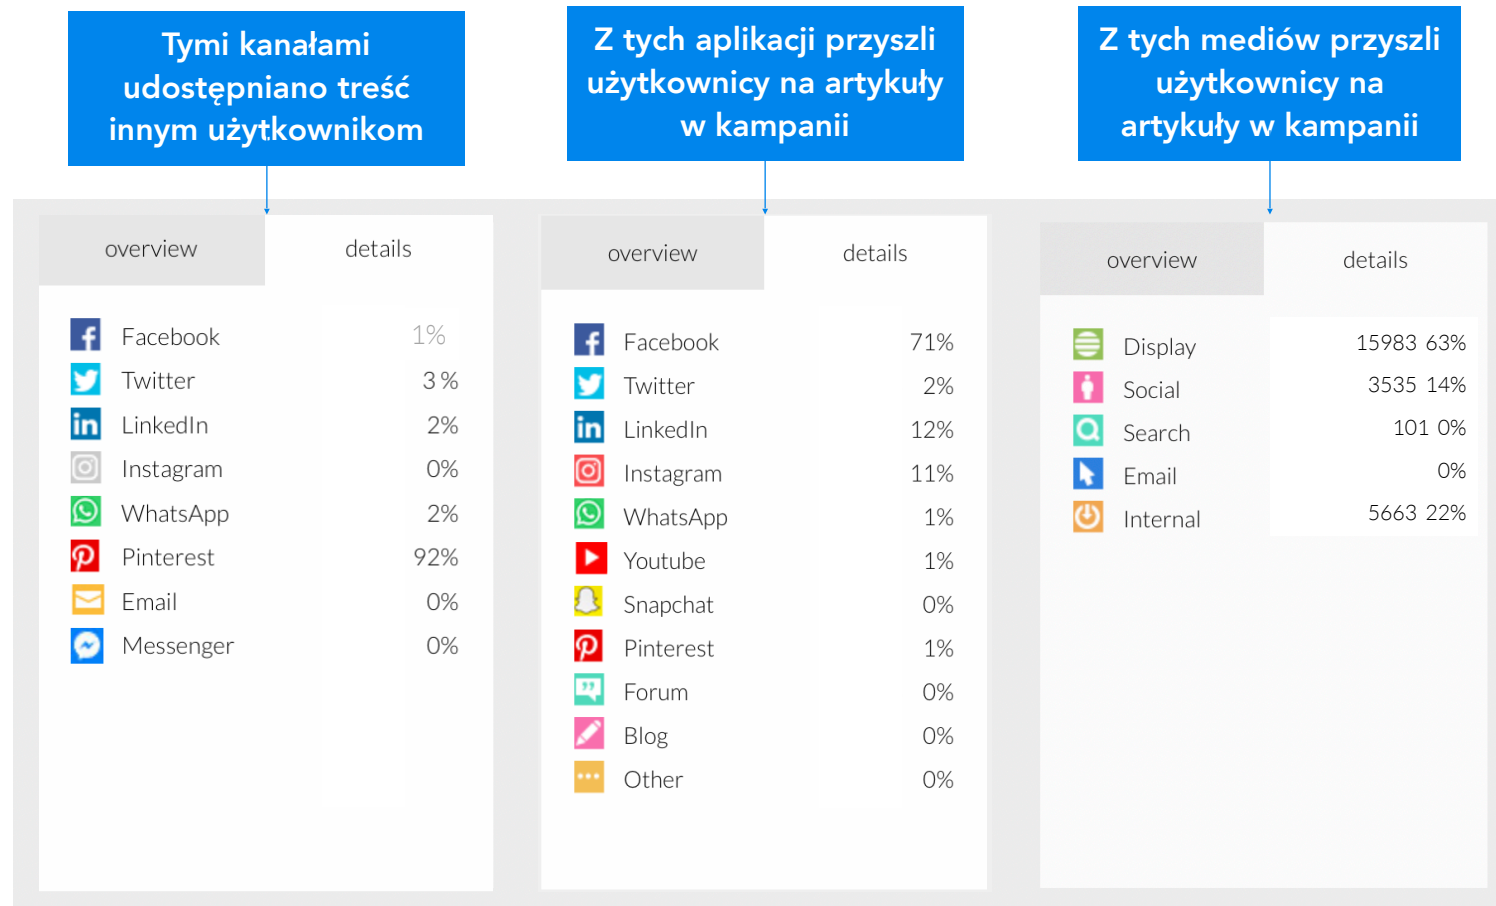 Tymi kanałami
udostępniano treść
innym użytkownikom
Z tych aplikacji przyszli
użytkownicy na artykuły
w kampanii
Z tych mediów przyszli
użytkownicy na
artykuły w kampanii
overview details
Facebook 1%
Twitter 3 %
LinkedIn 2%
Instagram 0%
WhatsApp 2%
Pinterest 92%
Email 0%
Messenger 0%
overview details
Facebook 71%
Twitter 2%
LinkedIn 12%
Instagram 11%
WhatsApp 1%
Youtube 1%
Snapchat 0%
Pinterest 1%
Forum 0%
Blog 0%
Other 0%
overview details
Display 15983 63%
Social 3535 14%
Search 101 0%
Email 0%
Internal 5663 22%